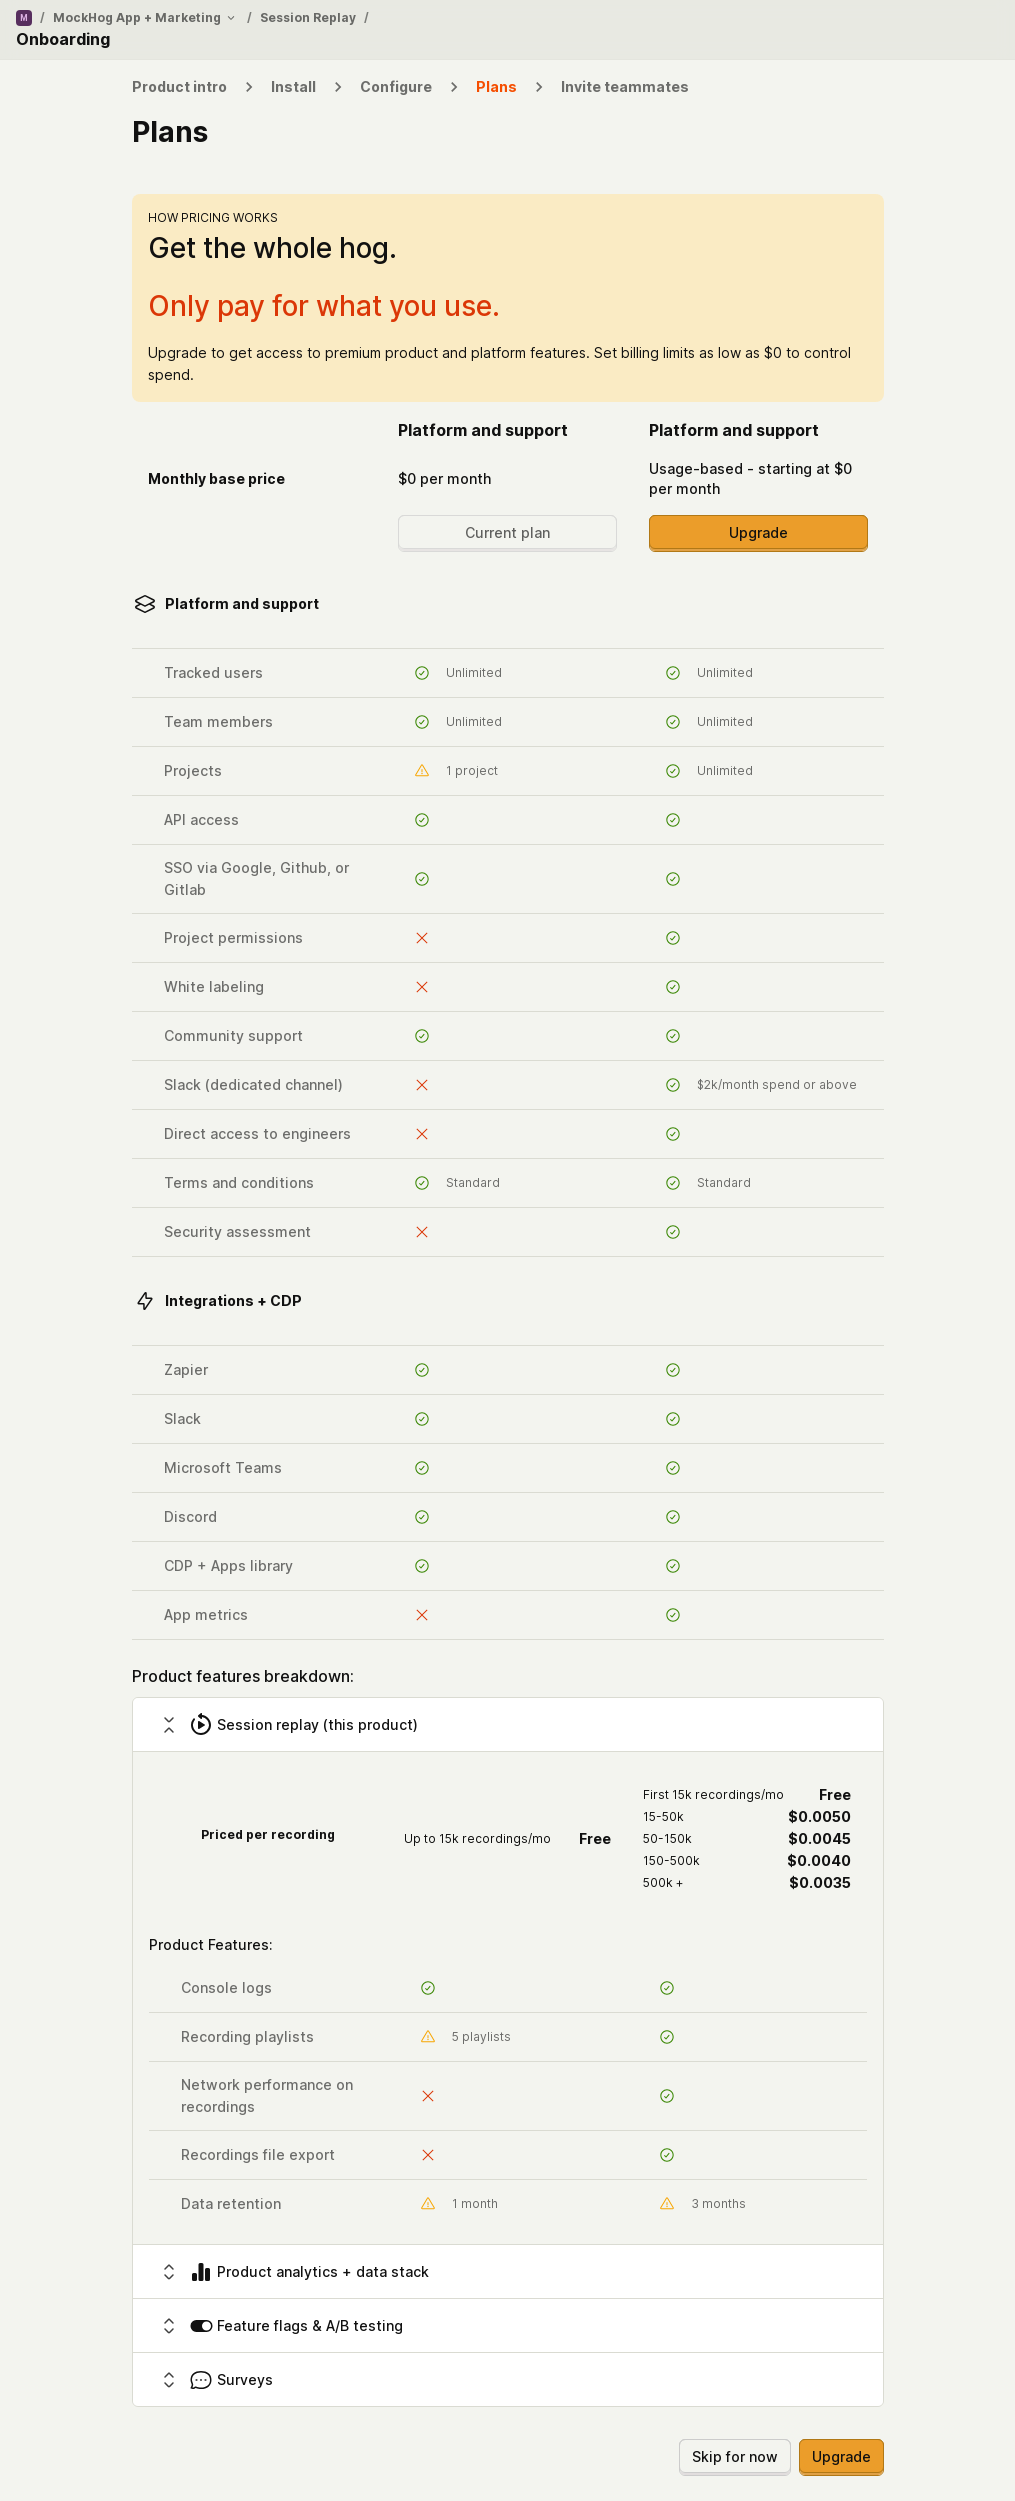 M / MockHog App + Marketing / Session Replay /
Onboarding
Product intro Install Configure Plans Invite teammates
Plans
HOW PRICING WORKS
Get the whole hog.
Only pay for what you use.
Upgrade to get access to premium product and platform features. Set billing limits as low as $0 to control
spend.
Platform and support Platform and support
Monthly base price $0 per month Usage-based - starting at $0
per month
Current plan Upgrade
Platform and support
Tracked users Unlimited Unlimited
Team members Unlimited Unlimited
Projects 1 project Unlimited
API access
SSO via Google, Github, or
Gitlab
Project permissions
White labeling
Community support
Slack (dedicated channel) $2k/month spend or above
Direct access to engineers
Terms and conditions Standard Standard
Security assessment
Integrations + CDP
Zapier
Slack
Microsoft Teams
Discord
CDP + Apps library
App metrics
Product features breakdown:
Session replay (this product)
Priced per recording
Up to 15k recordings/mo Free
First 15k recordings/mo Free
15-50k $0.0050
50-150k $0.0045
150-500k $0.0040
500k + $0.0035
Product Features:
Console logs
Recording playlists 5 playlists
Network performance on
recordings
Recordings file export
Data retention 1 month 3 months
Product analytics + data stack
Feature flags & A/B testing
Surveys
Skip for now Upgrade